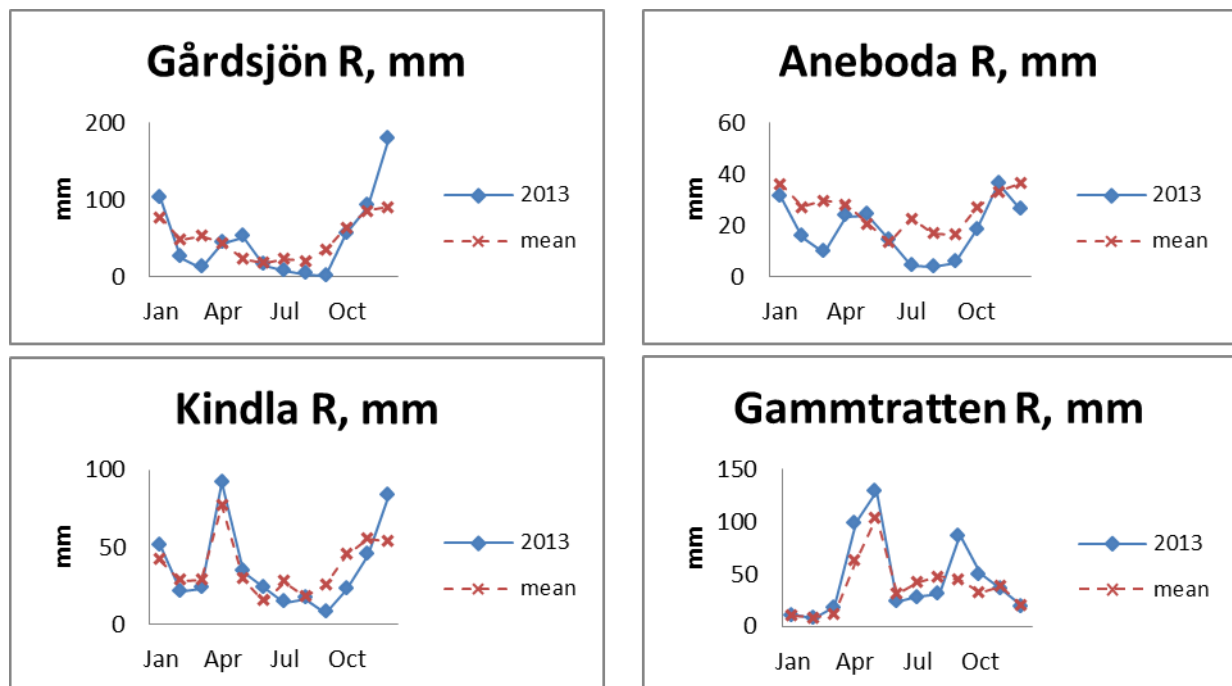 Gårdsjön R, mm
200
100
0
mm
Jan Apr Jul Oct
2013
mean
Aneboda R, mm
60
40
20
0
mm
Jan Apr Jul Oct
2013
mean
Kindla R, mm
100
50
0
mm
Jan Apr Jul Oct
2013
mean
Gammtratten R, mm
150
100
50
0
mm
Jan Apr Jul Oct
2013
mean